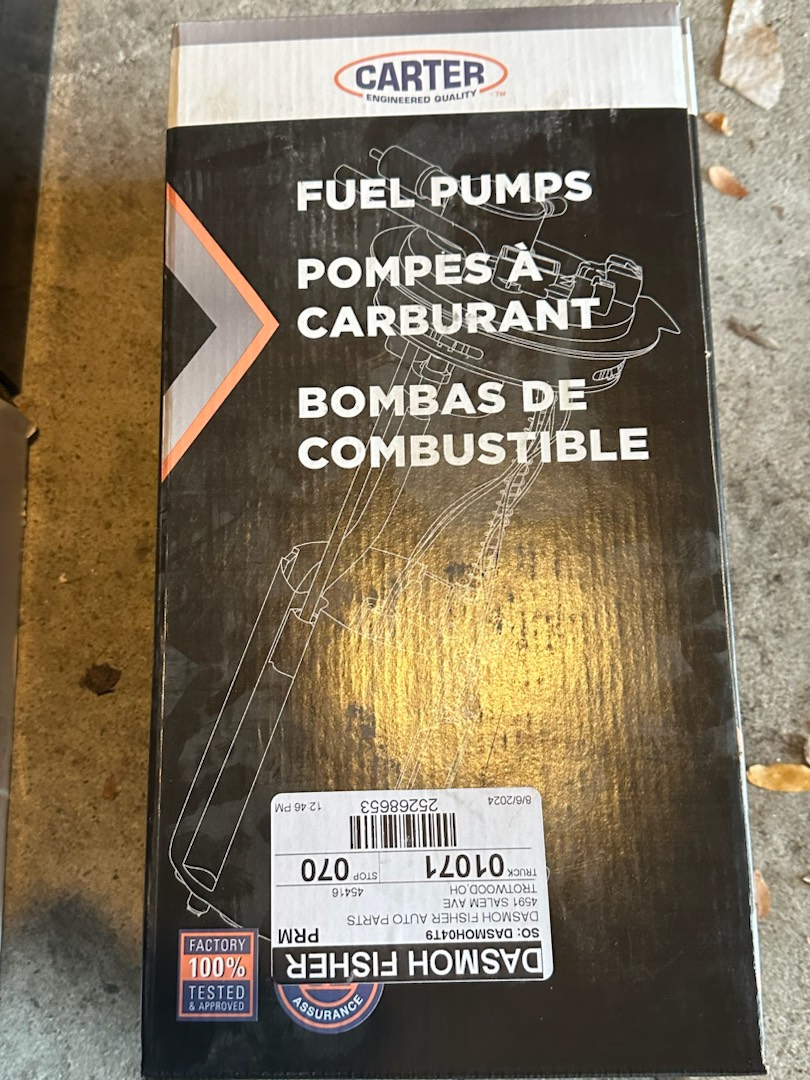 CARTER
ENGINEERED QUALITY ™
FUEL PUMPS
POMPES À
CARBURANT
BOMBAS DE
COMBUSTIBLE
DASMOH FISHER
SO: DASMOH04T9 PRM
DASMOH FISHER AUTO PARTS
4591 SALEM AVE
TROTWOOD,OH 45416
TRUCK 01071 STOP 070
25268653
8/6/2024 12:46 PM
FACTORY
100%
TESTED
& APPROVED
ASSURANCE